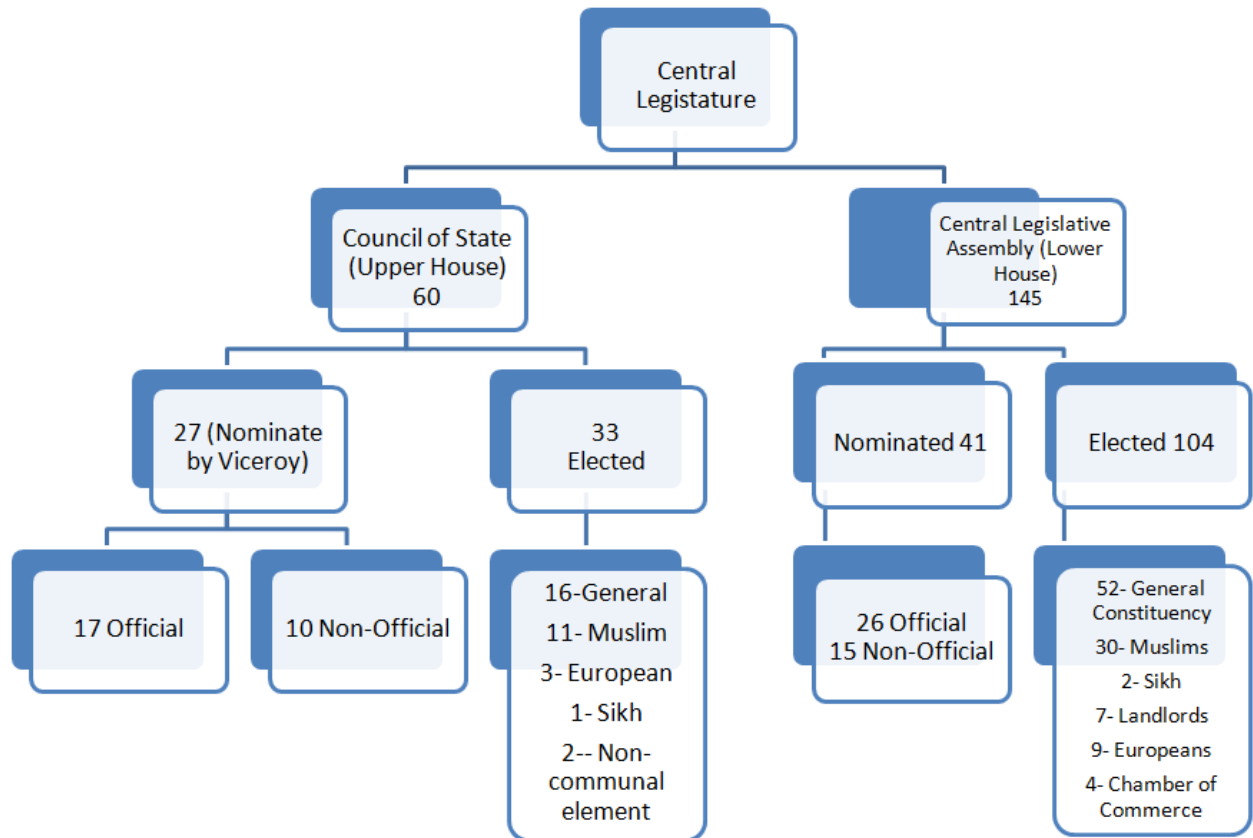 Central
Legistature
Council of State
(Upper House)
60
Central Legislative
Assembly (Lower
House)
145
27 (Nominate
by Viceroy)
33
Elected
Nominated 41
Elected 104
17 Official
10 Non-Official
16-General
11- Muslim
3- European
1- Sikh
2-- Non-
communal
element
26 Official
15 Non-Official
52- General
Constituency
30- Muslims
2- Sikh
7- Landlords
9- Europeans
4- Chamber of
Commerce